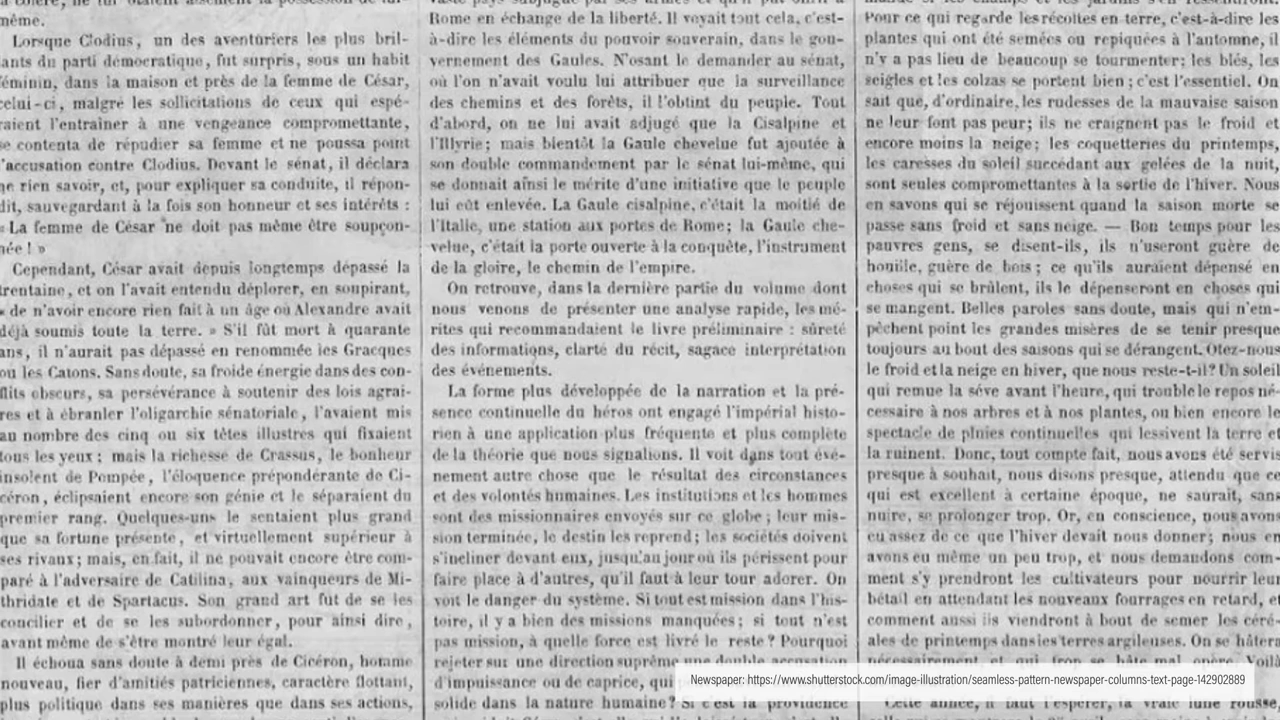 même.
Lorsque Clodius, un des aventuriers les plus bril-
lants du parti démocratique, fut surpris, sous un habit
féminin, dans la maison et près de la femme de César,
celui-ci, malgré les sollicitations de ceux qui espé-
raient l'entraîner à une vengeance compromettante,
se contenta de répudier sa femme et ne poussa point
l'accusation contre Clodius. Devant le sénat, il déclara
ne rien savoir, et, pour expliquer sa conduite, il répon-
dit, sauvegardant à la fois son honneur et ses intérêts :
« La femme de César ne doit pas même être soupçon-
née ! »
Cependant, César avait depuis longtemps dépassé la
trentaine, et on l'avait entendu déplorer, en soupirant,
« de n'avoir encore rien fait à un âge où Alexandre avait
déjà soumis toute la terre. » S'il fût mort à quarante
ans, il n'aurait pas dépassé en renommée les Gracques
ou les Catons. Sans doute, sa froide énergie dans des con-
flits obscurs, sa persévérance à soutenir des lois agrai-
res et à ébranler l'oligarchie sénatoriale, l'avaient mis
au nombre des cinq ou six têtes illustres qui fixaient
tous les yeux ; mais la richesse de Crassus, le bonheur
insolent de Pompée, l'éloquence prépondérante de Ci-
céron, éclipsaient encore son génie et le séparaient du
premier rang. Quelques-uns le sentaient plus grand
que sa fortune présente, et virtuellement supérieur à
ses rivaux ; mais, en fait, il ne pouvait encore être com-
paré à l'adversaire de Catilina, aux vainqueurs de Mi-
thridate et de Spartacus. Son grand art fut de se les
concilier et de se les subordonner, pour ainsi dire,
avant même de s'être montré leur égal.
Il échoua sans doute à demi près de Cicéron, homme
nouveau, fier d'amitiés patriciennes, caractère flottant,
plus politique dans ses manières que dans ses actions,
Rome en échange de la liberté. Il voyait tout cela, c'est-
à-dire les éléments du pouvoir souverain, dans le gou-
vernement des Gaules. N'osant le demander au sénat,
où l'on n'avait voulu lui attribuer que la surveillance
des chemins et des forêts, il l'obtint du peuple. Tout
d'abord, on ne lui avait adjugé que la Cisalpine et
l'Illyrie ; mais bientôt la Gaule chevelue fut ajoutée à
son double commandement par le sénat lui-même, qui
se donnait ainsi le mérite d'une initiative que le peuple
lui eût enlevée. La Gaule cisalpine, c'était la moitié de
l'Italie, une station aux portes de Rome ; la Gaule che-
velue, c'était la porte ouverte à la conquête, l'instrument
de la gloire, le chemin de l'empire.
On retrouve, dans la dernière partie du volume dont
nous venons de présenter une analyse rapide, les mé-
rites qui recommandaient le livre préliminaire : sûreté
des informations, clarté du récit, sagace interprétation
des événements.
La forme plus développée de la narration et la pré-
sence continuelle du héros ont engagé l'impérial histo-
rien à une application plus fréquente et plus complète
de la théorie que nous signalions. Il voit dans tout évé-
nement autre chose que le résultat des circonstances
et des volontés humaines. Les institutions et les hommes
sont des missionnaires envoyés sur ce globe ; leur mis-
sion terminée, le destin les reprend ; les sociétés doivent
s'incliner devant eux, jusqu'au jour où ils périssent pour
faire place à d'autres, qu'il faut à leur tour adorer. On
voit le danger du système. Si tout est mission dans l'his-
toire, il y a bien des missions manquées ; si tout n'est
pas mission, à quelle force est livré le reste ? Pourquoi
rejeter sur une direction suprême une double accusation
d'impuissance ou de caprice, qui
solide dans la nature humaine ? Si c'est la providence
Pour ce qui regarde les récoltes en terre, c'est-à-dire les
plantes qui ont été semées ou repiquées à l'automne, il
n'y a pas lieu de beaucoup se tourmenter ; les blés, les
seigles et les colzas se portent bien ; c'est l'essentiel. On
sait que, d'ordinaire, les rudesses de la mauvaise saison
ne leur font pas peur ; ils ne craignent pas le froid et
encore moins la neige ; les coquetteries du printemps,
les caresses du soleil succédant aux gelées de la nuit,
sont seules compromettantes à la sortie de l'hiver. Nous
en savons qui se réjouissent quand la saison morte se
passe sans froid et sans neige. — Bon temps pour les
pauvres gens, se disent-ils, ils n'useront guère de
houille, guère de bois ; ce qu'ils auraient dépensé en
choses qui se brûlent, ils le dépenseront en choses qui
se mangent. Belles paroles sans doute, mais qui n'em-
pêchent point les grandes misères de se tenir presque
toujours au bout des saisons qui se dérangent. Otez-nous
le froid et la neige en hiver, que nous reste-t-il ? Un soleil
qui remue la sève avant l'heure, qui trouble le repos né-
cessaire à nos arbres et à nos plantes, ou bien encore le
spectacle de pluies continuelles qui lessivent la terre et
la ruinent. Donc, tout compte fait, nous avons été servis
presque à souhait, nous disons presque, attendu que ce
qui est excellent à certaine époque, ne saurait, sans
nuire, se prolonger trop. Or, en conscience, nous avons
eu assez de ce que l'hiver devait nous donner ; nous en
avons eu même un peu trop, et nous demandons com-
ment s'y prendront les cultivateurs pour nourrir leur
bétail en attendant les nouveaux fourrages en retard, et
comment aussi ils viendront à bout de semer les céré-
ales de printemps dans les terres argileuses. On se hâtera
nécessairement, et qui trop se hâte mal opère. Voilà
Cette année, il faut l'espérer, la vraie lune rousse,
Newspaper: https://www.shutterstock.com/image-illustration/seamless-pattern-newspaper-columns-text-page-142902889